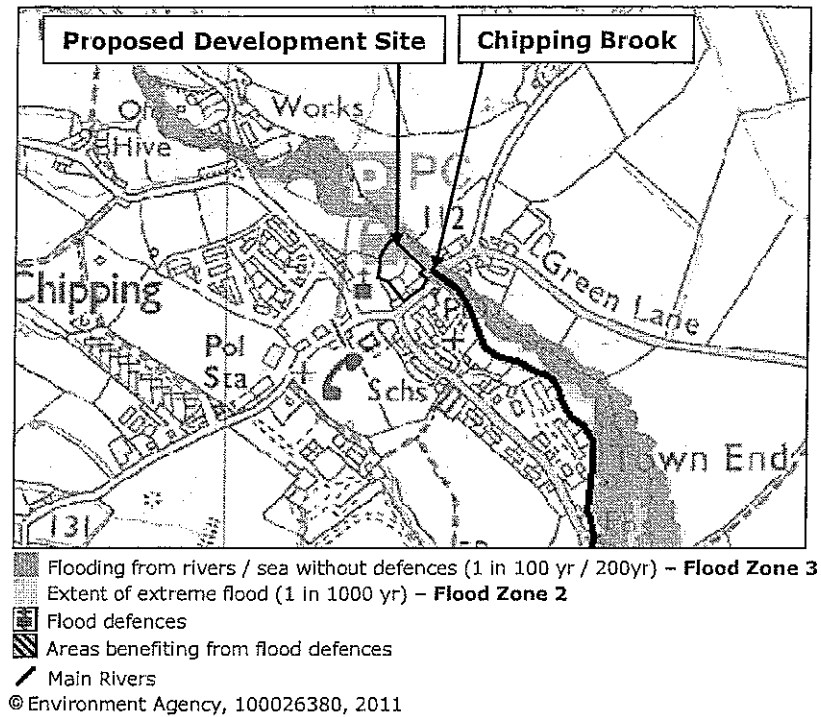 Proposed Development Site
Chipping Brook
Works
Hive
PC
112
Chipping
Green Lane
Pol
Sta
Schs
Town End
131
Flooding from rivers / sea without defences (1 in 100 yr / 200yr) – Flood Zone 3
Extent of extreme flood (1 in 1000 yr) – Flood Zone 2
Flood defences
Areas benefiting from flood defences
Main Rivers
© Environment Agency, 100026380, 2011